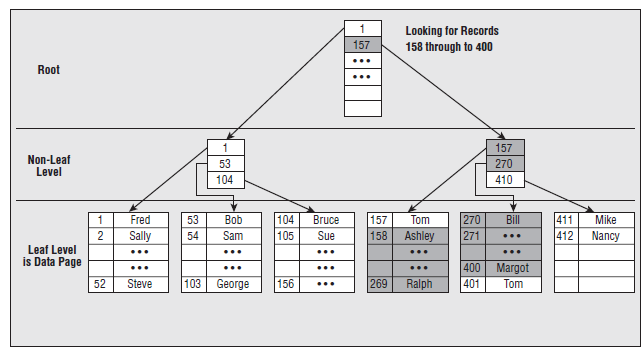 1
157
•••
•••
Looking for Records
158 through to 400
Root
Non-Leaf
Level
1
53
104
157
270
410
Leaf Level
is Data Page
1 Fred
2 Sally
•••
•••
52 Steve
53 Bob
54 Sam
•••
•••
103 George
104 Bruce
105 Sue
•••
•••
156 •••
157 Tom
158 Ashley
•••
•••
269 Ralph
270 Bill
271 •••
•••
400 Margot
401 Tom
411 Mike
412 Nancy